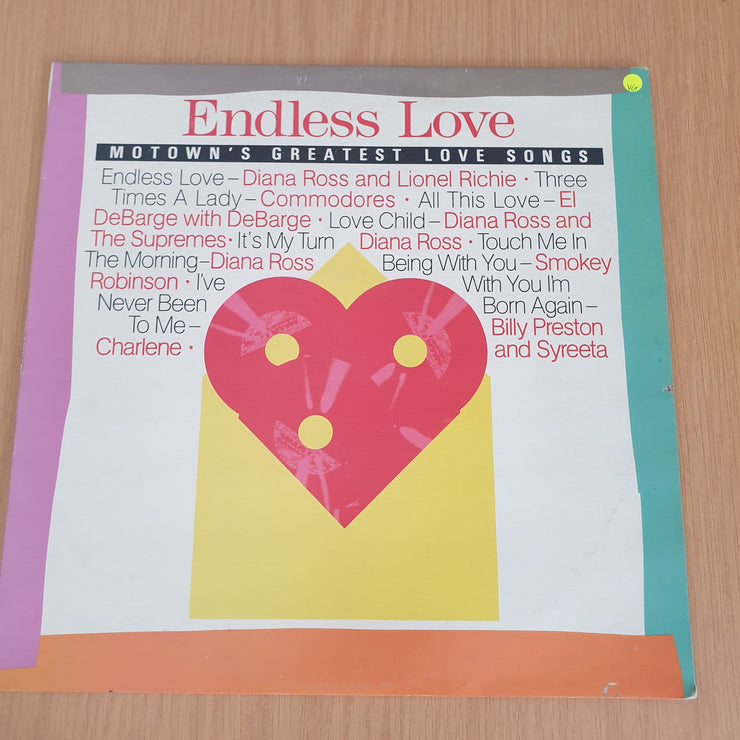 VG+
Endless Love
MOTOWN'S GREATEST LOVE SONGS
Endless Love – Diana Ross and Lionel Richie • Three
Times A Lady – Commodores • All This Love – El
DeBarge with DeBarge • Love Child – Diana Ross and
The Supremes • It's My Turn Diana Ross • Touch Me In
The Morning – Diana Ross Being With You – Smokey
Robinson • I've With You I'm
Never Been Born Again –
To Me – Billy Preston
Charlene • and Syreeta